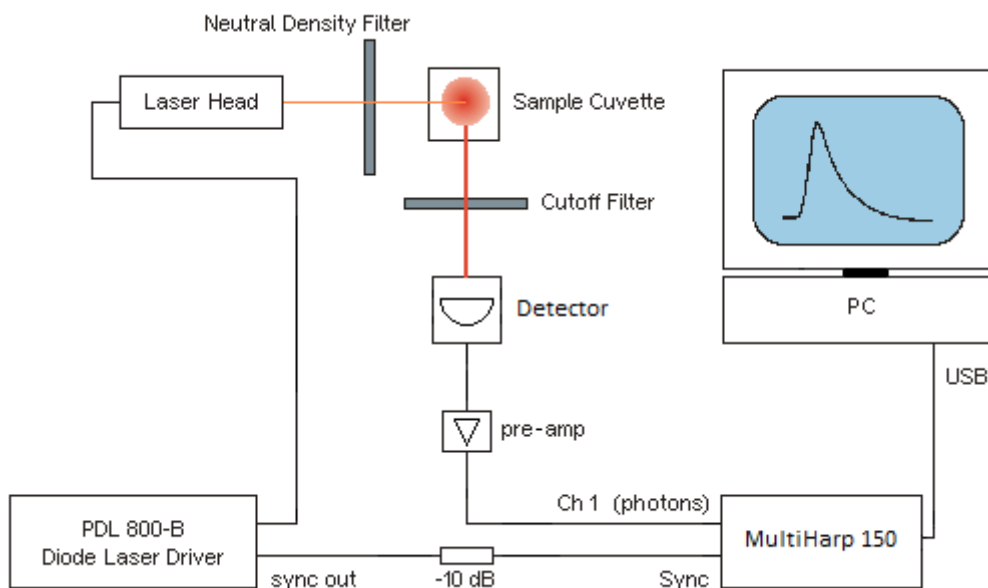 Neutral Density Filter
Laser Head
Sample Cuvette
Cutoff Filter
Detector
PC
USB
pre-amp
Ch 1 (photons)
PDL 800-B
Diode Laser Driver
MultiHarp 150
sync out
-10 dB
Sync